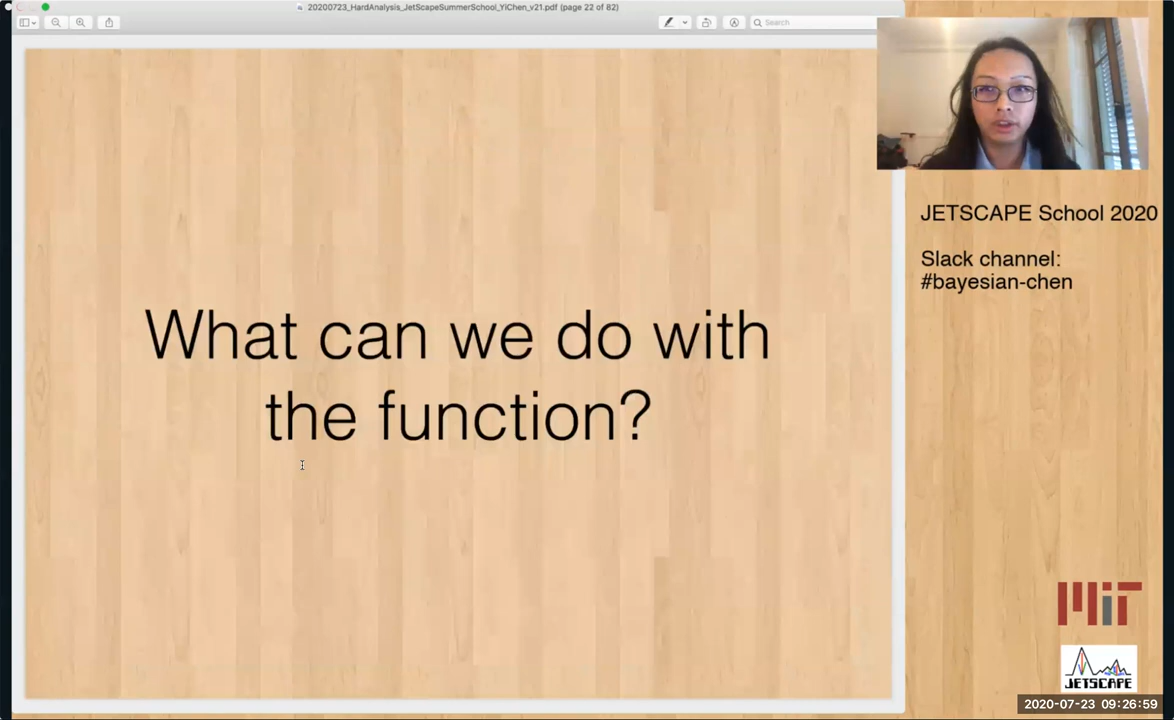 20200723_HardAnalysis_JetScapeSummerSchool_YiChen_v21.pdf (page 22 of 82)
Search
What can we do with
the function?
JETSCAPE School 2020
Slack channel:
#bayesian-chen
MIT
JETSCAPE
2020-07-23 09:26:59